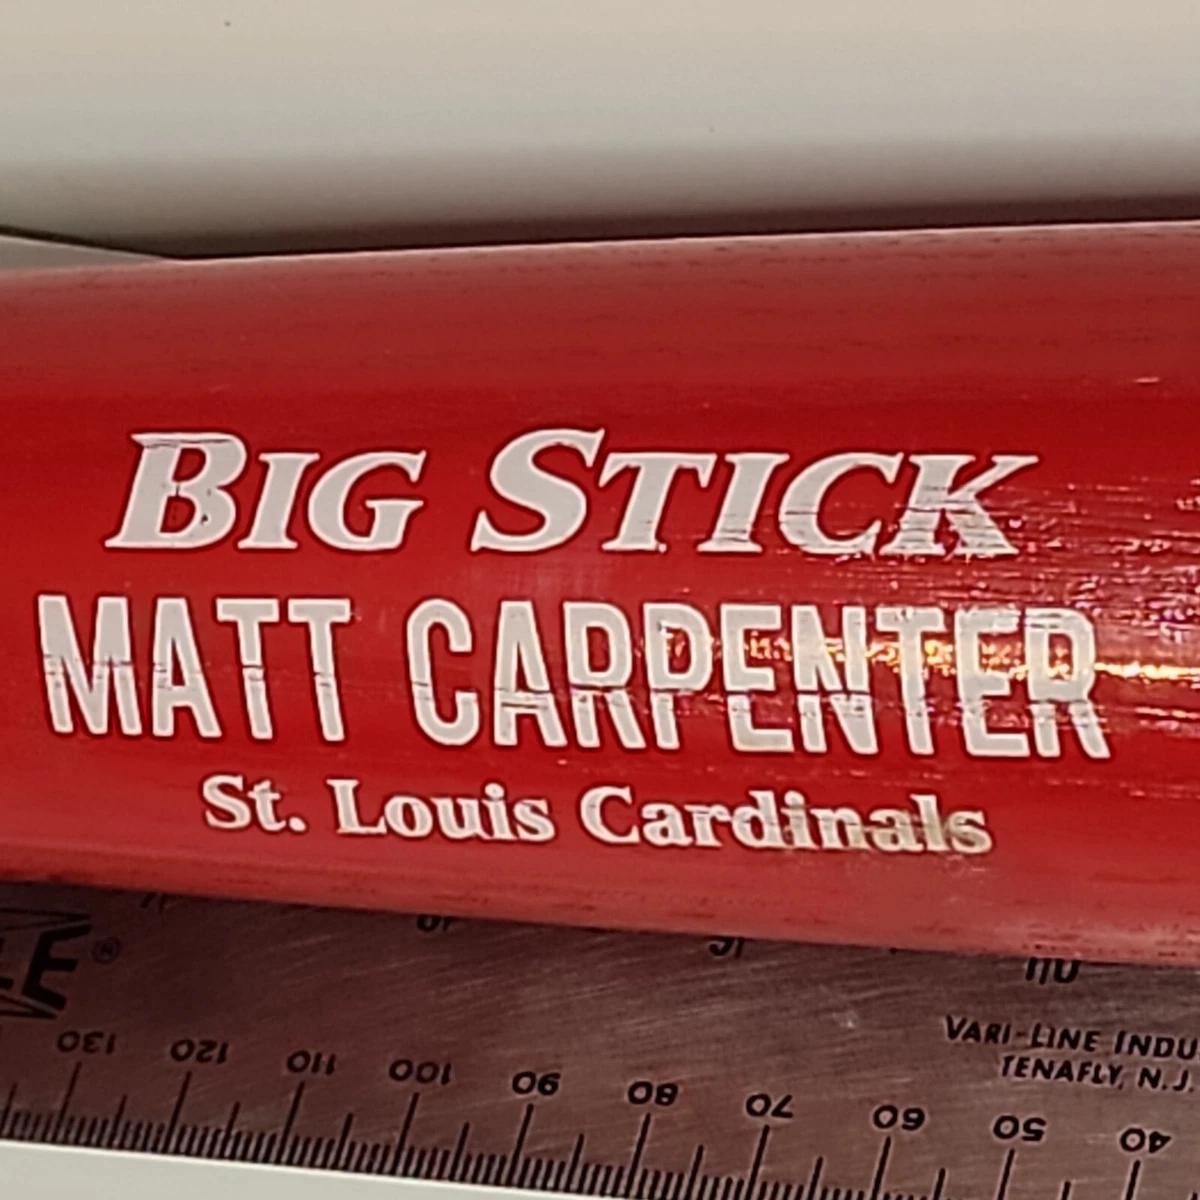 BIG STICK
MATT CARPENTER
St. Louis Cardinals
VARI-LINE INDU
TENAFLY, N.J.
130 120 110 100 90 80 70 60 50 40